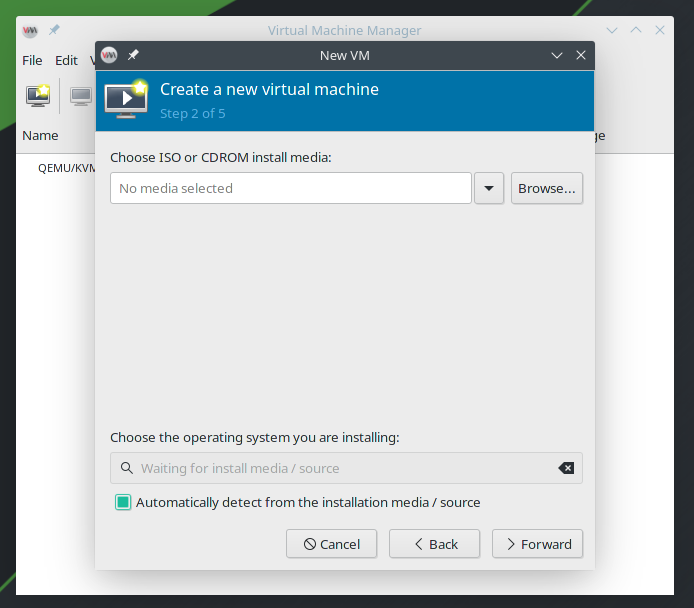 Virtual Machine Manager
New VM
File Edit
Create a new virtual machine
Step 2 of 5
Name
QEMU/KVM
Choose ISO or CDROM install media:
No media selected
Browse...
Choose the operating system you are installing:
Waiting for install media / source
Automatically detect from the installation media / source
Cancel Back Forward